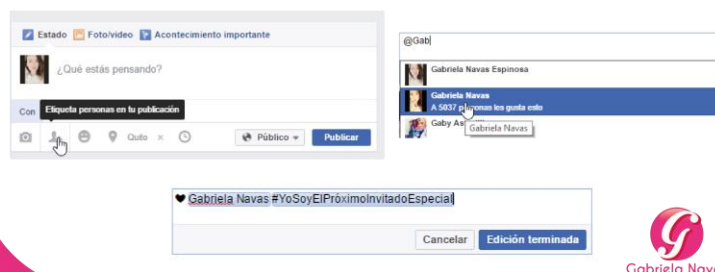 Estado Foto/video Acontecimiento importante
¿Qué estás pensando?
Con
Etiqueta personas en tu publicación
Quito ×
Público
Publicar
@Gab
Gabriela Navas Espinosa
Gabriela Navas
A 5037 personas les gusta esto
Gaby As
Gabriela Navas
♥ Gabriela Navas #YoSoyElPróximoInvitadoEspecial
Cancelar Edición terminada
G
Gabriela Nava